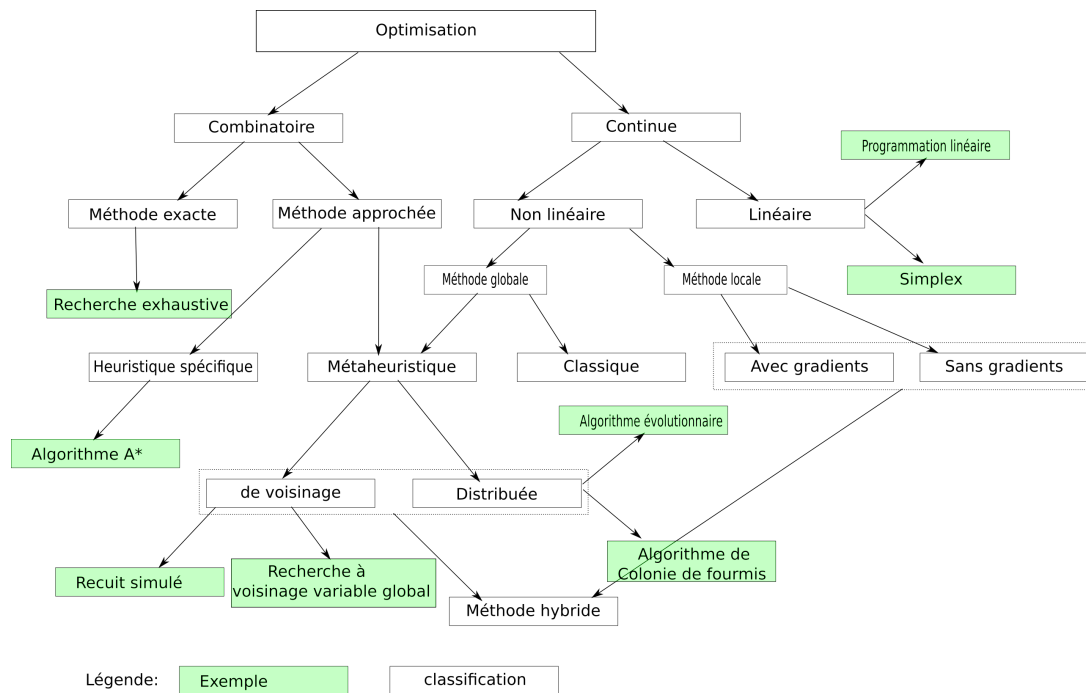 Optimisation
Combinatoire
Continue
Programmation linéaire
Méthode exacte
Méthode approchée
Non linéaire
Linéaire
Méthode globale
Méthode locale
Simplex
Recherche exhaustive
Heuristique spécifique
Métaheuristique
Classique
Avec gradients
Sans gradients
Algorithme évolutionnaire
Algorithme A*
de voisinage
Distribuée
Algorithme de
Colonie de fourmis
Recuit simulé
Recherche à
voisinage variable global
Méthode hybride
Légende:
Exemple
classification